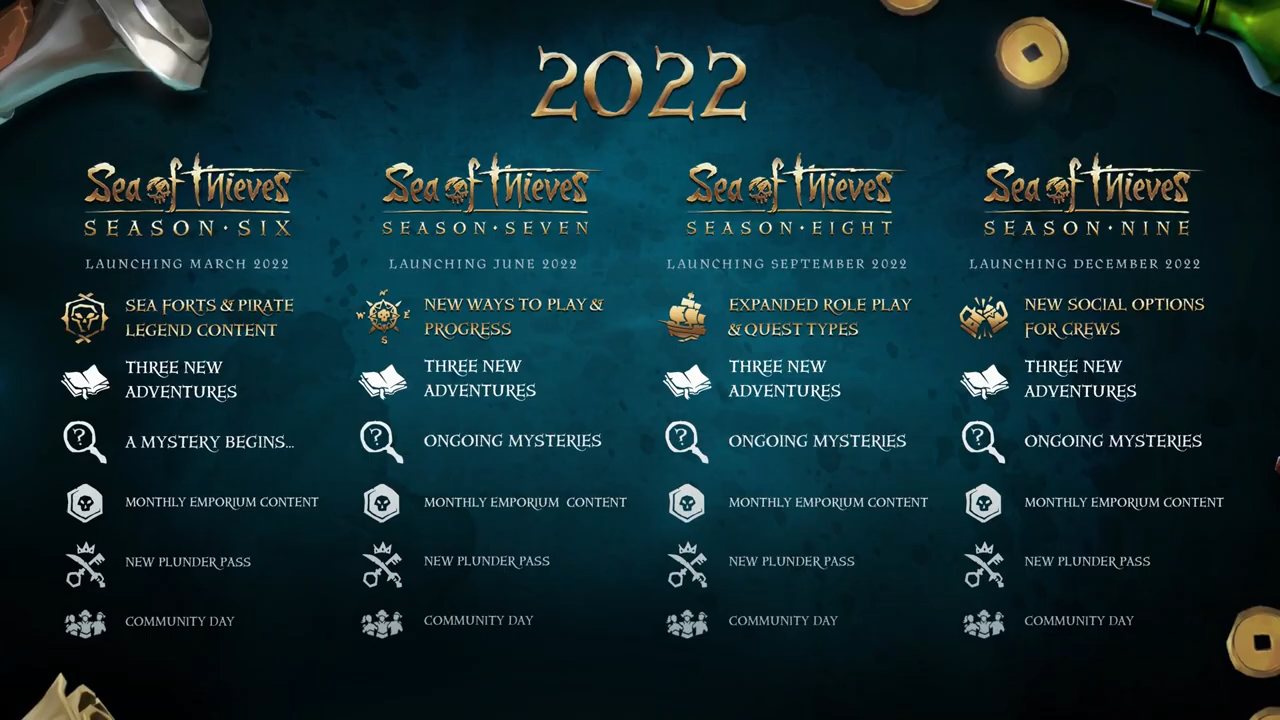 2022
Sea of Thieves
SEASON · SIX
LAUNCHING MARCH 2022
SEA FORTS & PIRATE
LEGEND CONTENT
THREE NEW
ADVENTURES
A MYSTERY BEGINS...
MONTHLY EMPORIUM CONTENT
NEW PLUNDER PASS
COMMUNITY DAY
Sea of Thieves
SEASON · SEVEN
LAUNCHING JUNE 2022
N
W
E
S
NEW WAYS TO PLAY &
PROGRESS
THREE NEW
ADVENTURES
ONGOING MYSTERIES
MONTHLY EMPORIUM CONTENT
NEW PLUNDER PASS
COMMUNITY DAY
Sea of Thieves
SEASON · EIGHT
LAUNCHING SEPTEMBER 2022
EXPANDED ROLE PLAY
& QUEST TYPES
THREE NEW
ADVENTURES
ONGOING MYSTERIES
MONTHLY EMPORIUM CONTENT
NEW PLUNDER PASS
COMMUNITY DAY
Sea of Thieves
SEASON · NINE
LAUNCHING DECEMBER 2022
NEW SOCIAL OPTIONS
FOR CREWS
THREE NEW
ADVENTURES
ONGOING MYSTERIES
MONTHLY EMPORIUM CONTENT
NEW PLUNDER PASS
COMMUNITY DAY